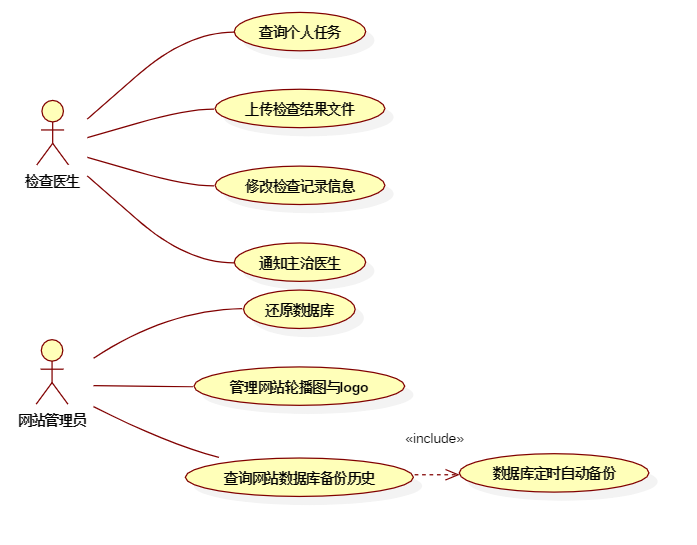 查询个人任务
上传检查结果文件
检查医生
修改检查记录信息
通知主治医生
还原数据库
管理网站轮播图与logo
网站管理员
«include»
查询网站数据库备份历史
数据库定时自动备份